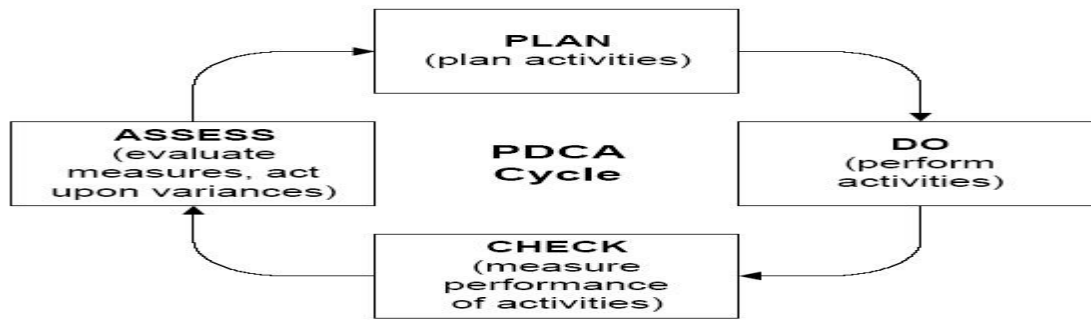 PLAN
(plan activities)
ASSESS
(evaluate
measures, act
upon variances)
PDCA
Cycle
DO
(perform
activities)
CHECK
(measure
performance
of activities)